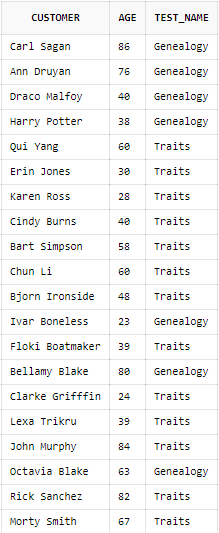 CUSTOMER AGE TEST_NAME
Carl Sagan 86 Genealogy
Ann Druyan 76 Genealogy
Draco Malfoy 40 Genealogy
Harry Potter 38 Genealogy
Qui Yang 60 Traits
Erin Jones 30 Traits
Karen Ross 28 Traits
Cindy Burns 40 Traits
Bart Simpson 58 Traits
Chun Li 60 Traits
Bjorn Ironside 48 Traits
Ivar Boneless 23 Genealogy
Floki Boatmaker 39 Traits
Bellamy Blake 80 Genealogy
Clarke Grifffin 24 Traits
Lexa Trikru 39 Traits
John Murphy 84 Traits
Octavia Blake 63 Genealogy
Rick Sanchez 82 Traits
Morty Smith 67 Traits